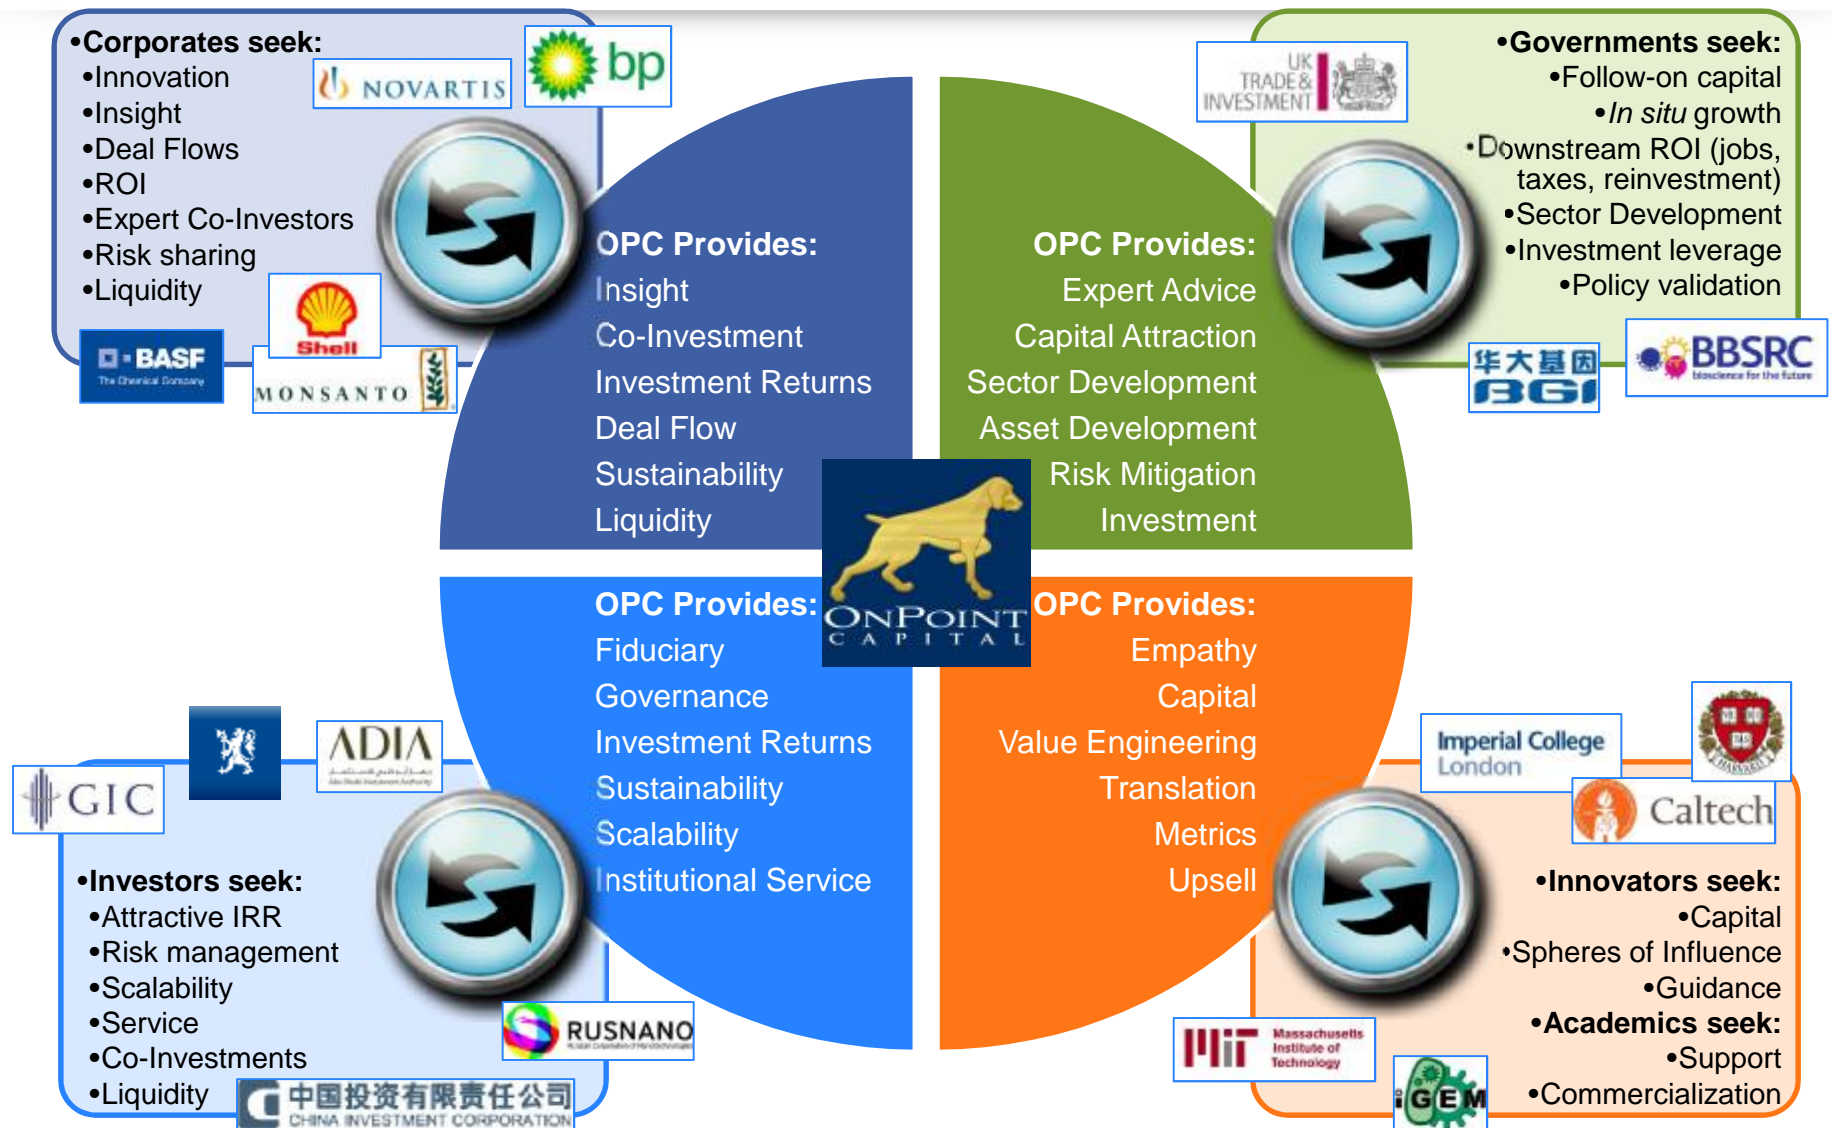 •Corporates seek:
•Innovation
•Insight
•Deal Flows
•ROI
•Expert Co-Investors
•Risk sharing
•Liquidity
NOVARTIS
bp
BASF
The Chemical Company
Shell
MONSANTO
OPC Provides:
Insight
Co-Investment
Investment Returns
Deal Flow
Sustainability
Liquidity
UK
TRADE &
INVESTMENT
•Governments seek:
•Follow-on capital
•In situ growth
•Downstream ROI (jobs,
taxes, reinvestment)
•Sector Development
•Investment leverage
•Policy validation
华大基因
BGI
BBSRC
bioscience for the future
OPC Provides:
Expert Advice
Capital Attraction
Sector Development
Asset Development
Risk Mitigation
Investment
ONPOINT
CAPITAL
OPC Provides:
Fiduciary
Governance
Investment Returns
Sustainability
Scalability
Institutional Service
GIC
ADIA
Abu Dhabi Investment Authority
•Investors seek:
•Attractive IRR
•Risk management
•Scalability
•Service
•Co-Investments
•Liquidity
RUSNANO
中国投资有限责任公司
CHINA INVESTMENT CORPORATION
OPC Provides:
Empathy
Capital
Value Engineering
Translation
Metrics
Upsell
Imperial College
London
HARVARD
Caltech
•Innovators seek:
•Capital
•Spheres of Influence
•Guidance
•Academics seek:
•Support
•Commercialization
MIT
Massachusetts
Institute of
Technology
iGEM